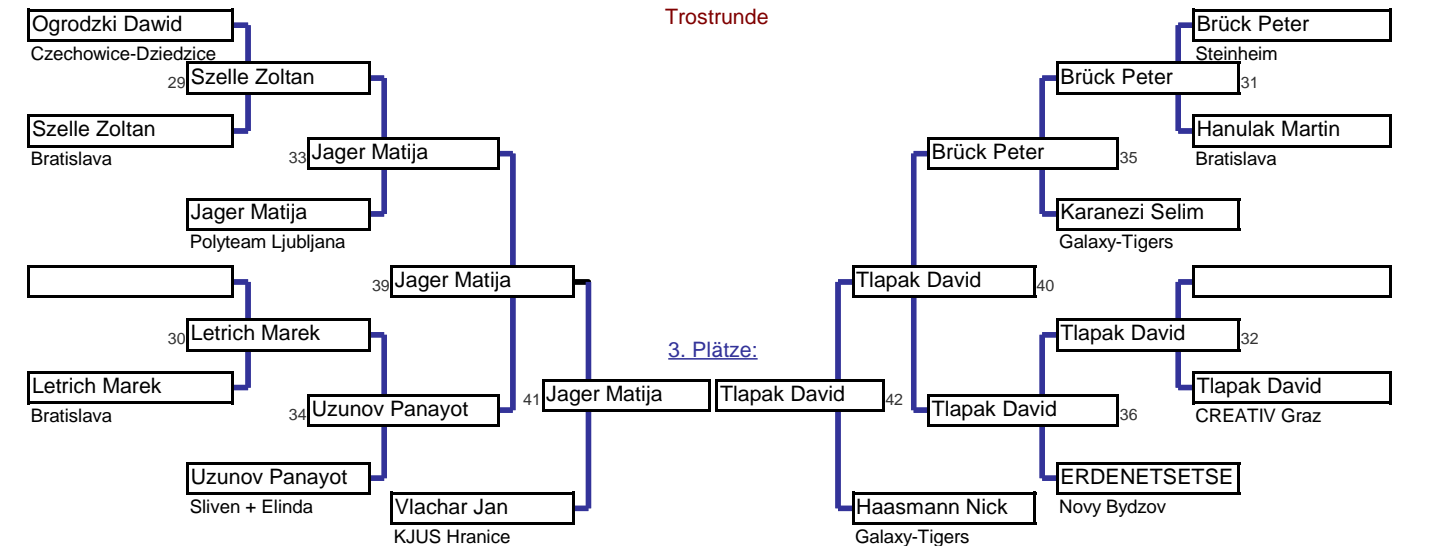 Trostrunde
Ogrodzki Dawid
Czechowice-Dziedzice
29 Szelle Zoltan
Szelle Zoltan
Bratislava
33 Jager Matija
Jager Matija
Polyteam Ljubljana
39 Jager Matija
30 Letrich Marek
Letrich Marek
Bratislava
34 Uzunov Panayot
Uzunov Panayot
Sliven + Elinda
41 Jager Matija
Vlachar Jan
KJUS Hranice
3. Plätze:
Brück Peter
Steinheim
Brück Peter 31
Hanulak Martin
Bratislava
Brück Peter 35
Karanezi Selim
Galaxy-Tigers
Tlapak David 40
Tlapak David 32
Tlapak David
CREATIV Graz
Tlapak David 42
Tlapak David 36
ERDENETSETSE
Novy Bydzov
Haasmann Nick
Galaxy-Tigers